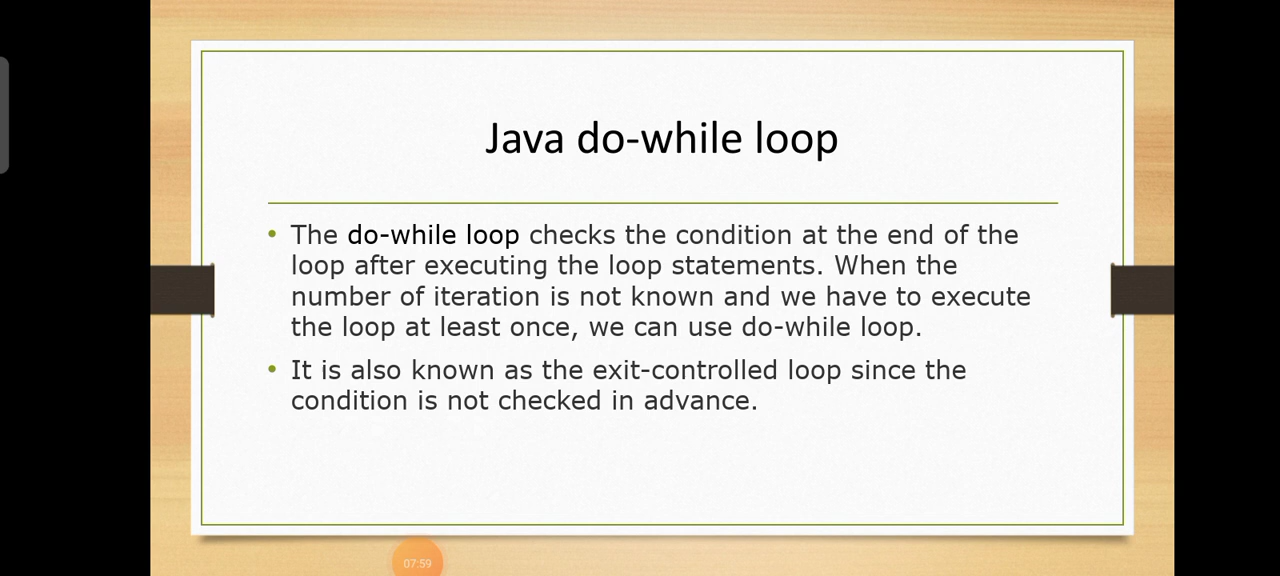 Java do-while loop
The do-while loop checks the condition at the end of the
loop after executing the loop statements. When the
number of iteration is not known and we have to execute
the loop at least once, we can use do-while loop.
It is also known as the exit-controlled loop since the
condition is not checked in advance.
07:59